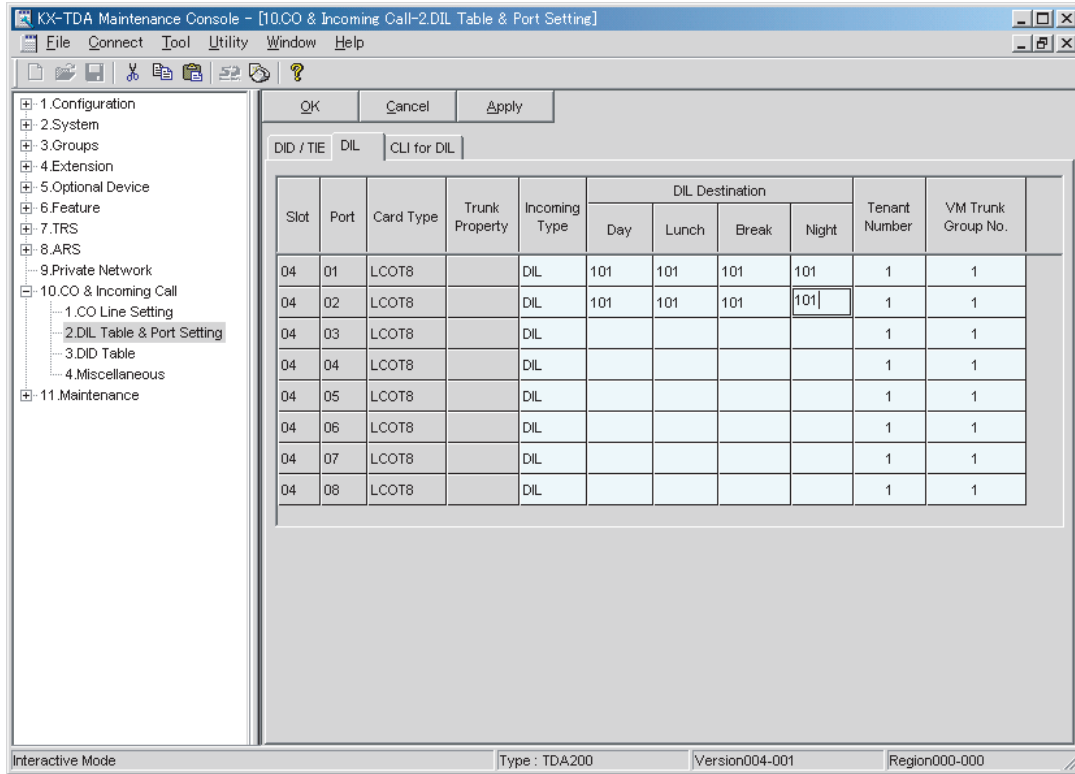 KX-TDA Maintenance Console - [10.CO & Incoming Call-2.DIL Table & Port Setting]
File Connect Tool Utility Window Help
1.Configuration
2.System
3.Groups
4.Extension
5.Optional Device
6.Feature
7.TRS
8.ARS
9.Private Network
10.CO & Incoming Call
1.CO Line Setting
2.DIL Table & Port Setting
3.DID Table
4.Miscellaneous
11.Maintenance
OK Cancel Apply
DID / TIE DIL CLI for DIL
Slot Port Card Type Trunk Property Incoming Type DIL Destination Tenant Number VM Trunk Group No.
Day Lunch Break Night
04 01 LCOT8 DIL 101 101 101 101 1 1
04 02 LCOT8 DIL 101 101 101 101 1 1
04 03 LCOT8 DIL 1 1
04 04 LCOT8 DIL 1 1
04 05 LCOT8 DIL 1 1
04 06 LCOT8 DIL 1 1
04 07 LCOT8 DIL 1 1
04 08 LCOT8 DIL 1 1
Interactive Mode Type : TDA200 Version004-001 Region000-000